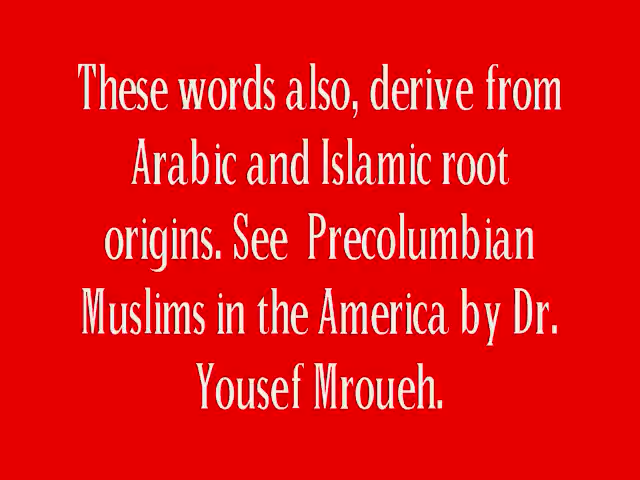 These words also, derive from
Arabic and Islamic root
origins. See Precolumbian
Muslims in the America by Dr.
Yousef Mroueh.